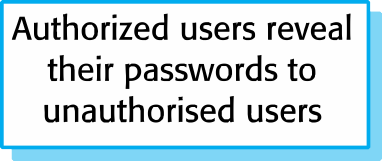 Authorized users reveal
their passwords to
unauthorised users